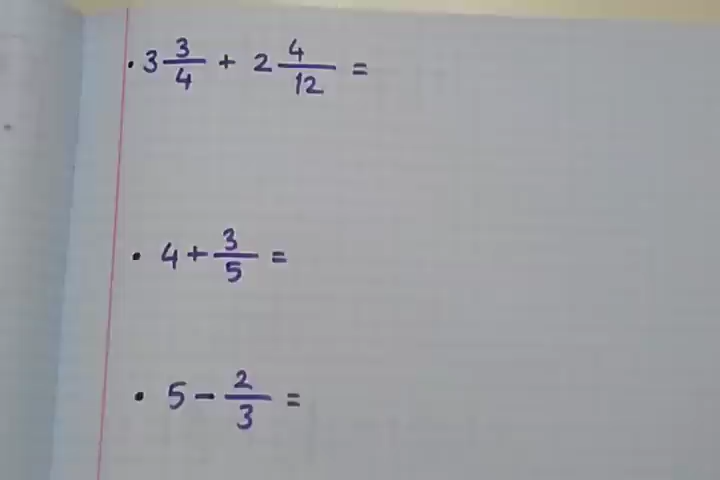 • 3 3/4 + 2 4/12 =
• 4 + 3/5 =
• 5 - 2/3 =